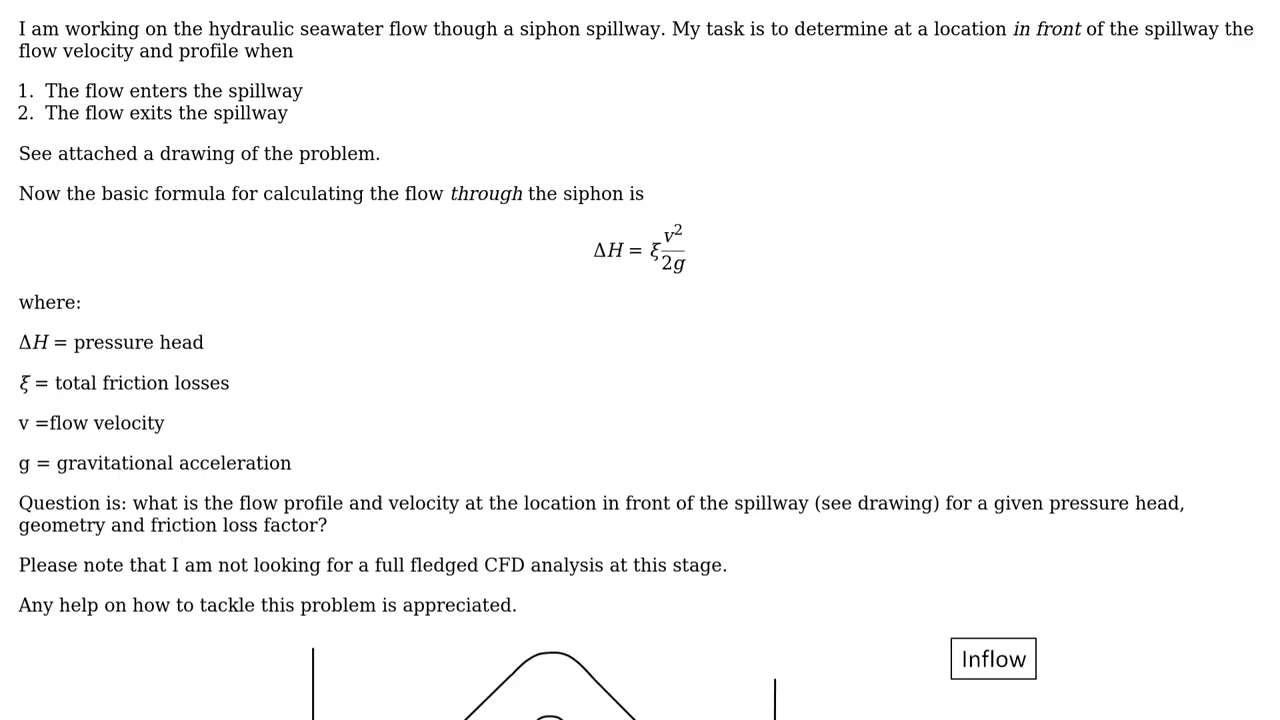 I am working on the hydraulic seawater flow though a siphon spillway. My task is to determine at a location in front of the spillway the
flow velocity and profile when
1. The flow enters the spillway
2. The flow exits the spillway
See attached a drawing of the problem.
Now the basic formula for calculating the flow through the siphon is
ΔH = ξ v²/2g
where:
ΔH = pressure head
ξ = total friction losses
v =flow velocity
g = gravitational acceleration
Question is: what is the flow profile and velocity at the location in front of the spillway (see drawing) for a given pressure head,
geometry and friction loss factor?
Please note that I am not looking for a full fledged CFD analysis at this stage.
Any help on how to tackle this problem is appreciated.
Inflow